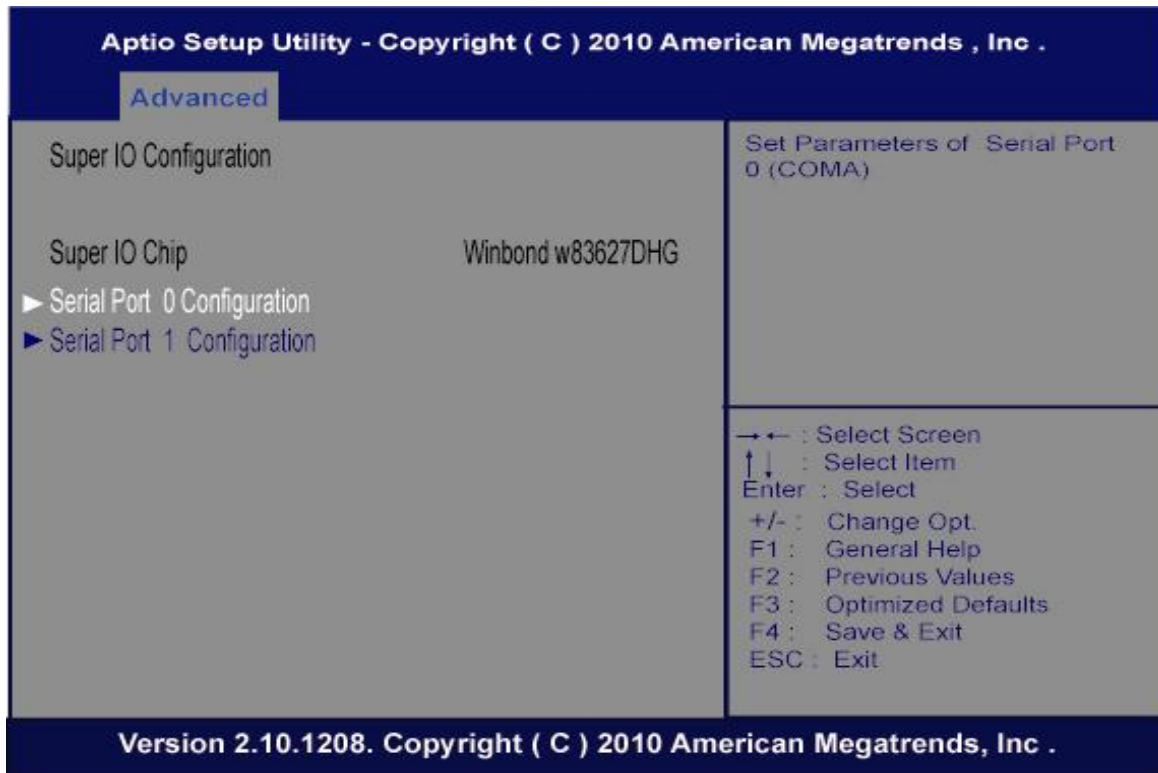 Aptio Setup Utility - Copyright ( C ) 2010 American Megatrends , Inc .
Advanced
Super IO Configuration
Super IO Chip Winbond w83627DHG
► Serial Port 0 Configuration
► Serial Port 1 Configuration
Set Parameters of Serial Port
0 (COMA)
→ ← : Select Screen
↑ ↓ : Select Item
Enter : Select
+/- : Change Opt.
F1 : General Help
F2 : Previous Values
F3 : Optimized Defaults
F4 : Save & Exit
ESC : Exit
Version 2.10.1208. Copyright ( C ) 2010 American Megatrends, Inc .